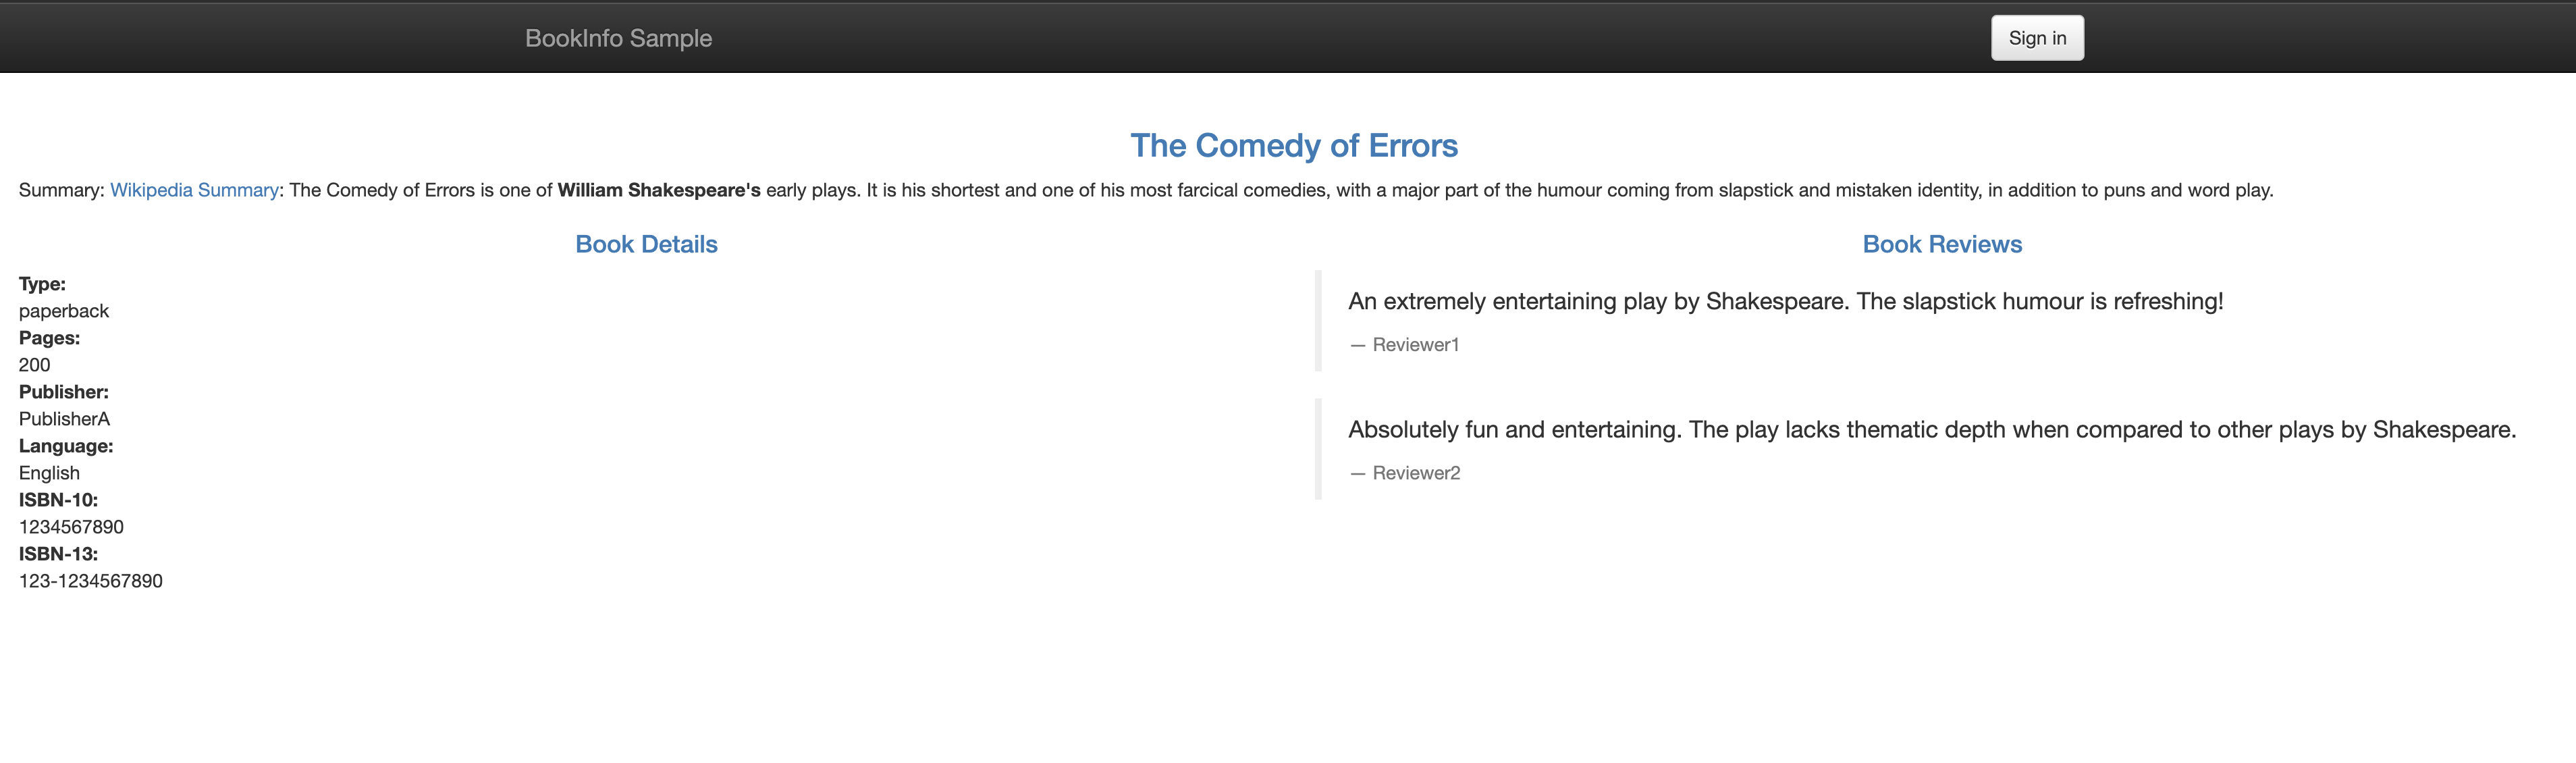 BookInfo Sample
Sign in
The Comedy of Errors
Summary: Wikipedia Summary: The Comedy of Errors is one of William Shakespeare's early plays. It is his shortest and one of his most farcical comedies, with a major part of the humour coming from slapstick and mistaken identity, in addition to puns and word play.
Book Details
Type:
paperback
Pages:
200
Publisher:
PublisherA
Language:
English
ISBN-10:
1234567890
ISBN-13:
123-1234567890
Book Reviews
An extremely entertaining play by Shakespeare. The slapstick humour is refreshing!
— Reviewer1
Absolutely fun and entertaining. The play lacks thematic depth when compared to other plays by Shakespeare.
— Reviewer2